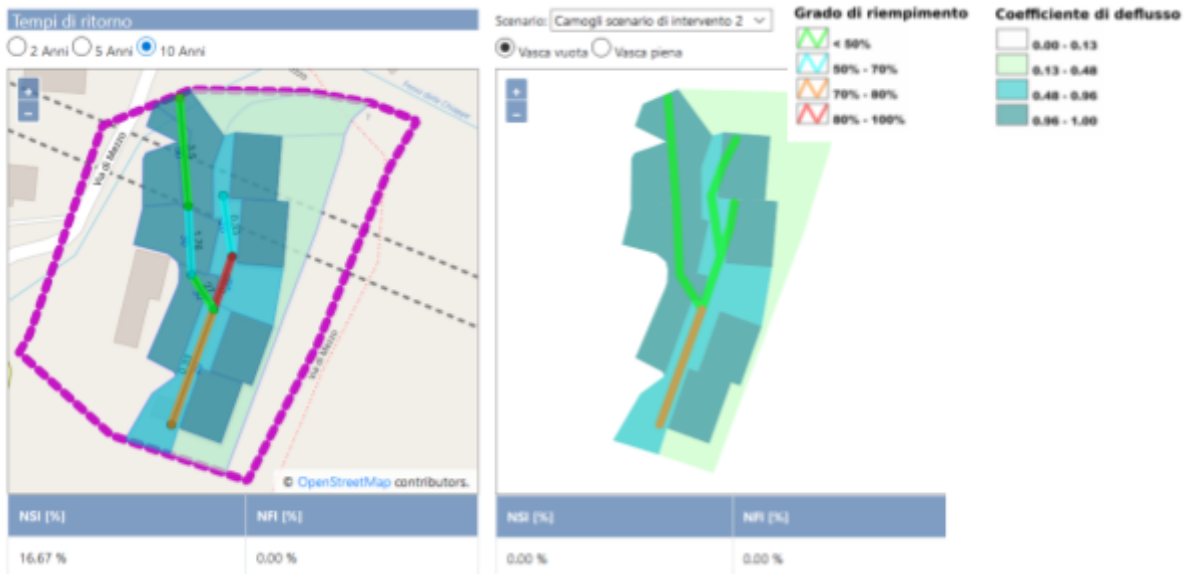 Tempi di ritorno
2 Anni 5 Anni 10 Anni
Scenario: Camogli scenario di intervento 2
Vasca vuota Vasca piena
Grado di riempimento
< 50%
50% - 70%
70% - 80%
80% - 100%
Coefficiente di deflusso
0.00 - 0.13
0.13 - 0.48
0.48 - 0.96
0.96 - 1.00
+
−
Via di Mezzo
Via di Mezzo
© OpenStreetMap contributors.
+
−
NSI [%] NFI [%]
16.67 % 0.00 %
NSI [%] NFI [%]
0.00 % 0.00 %